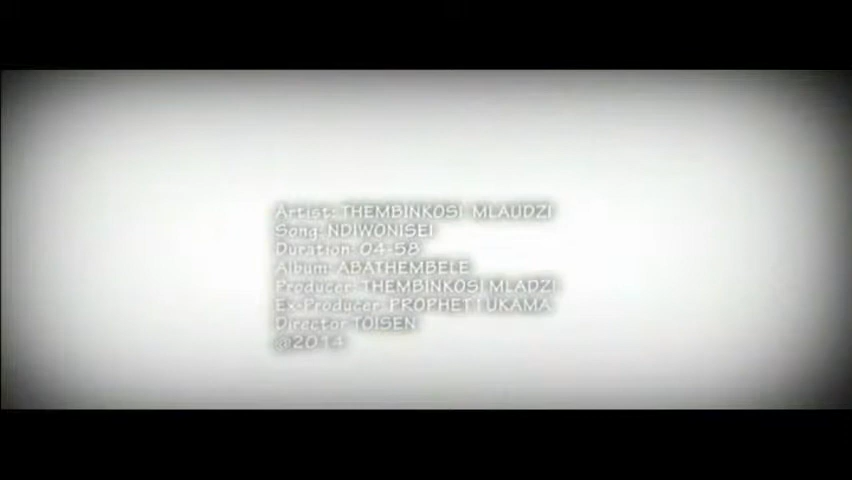 Artist: THEMBINKOSI MLAUDZI
Song: NDIWONISEI
Duration: 04-58
Album: ABATHEMBELE
Producer: THEMBINKOSI MLADZI
Ex-Producer: PROPHET TUKAMA
Director TOISEN
@2014